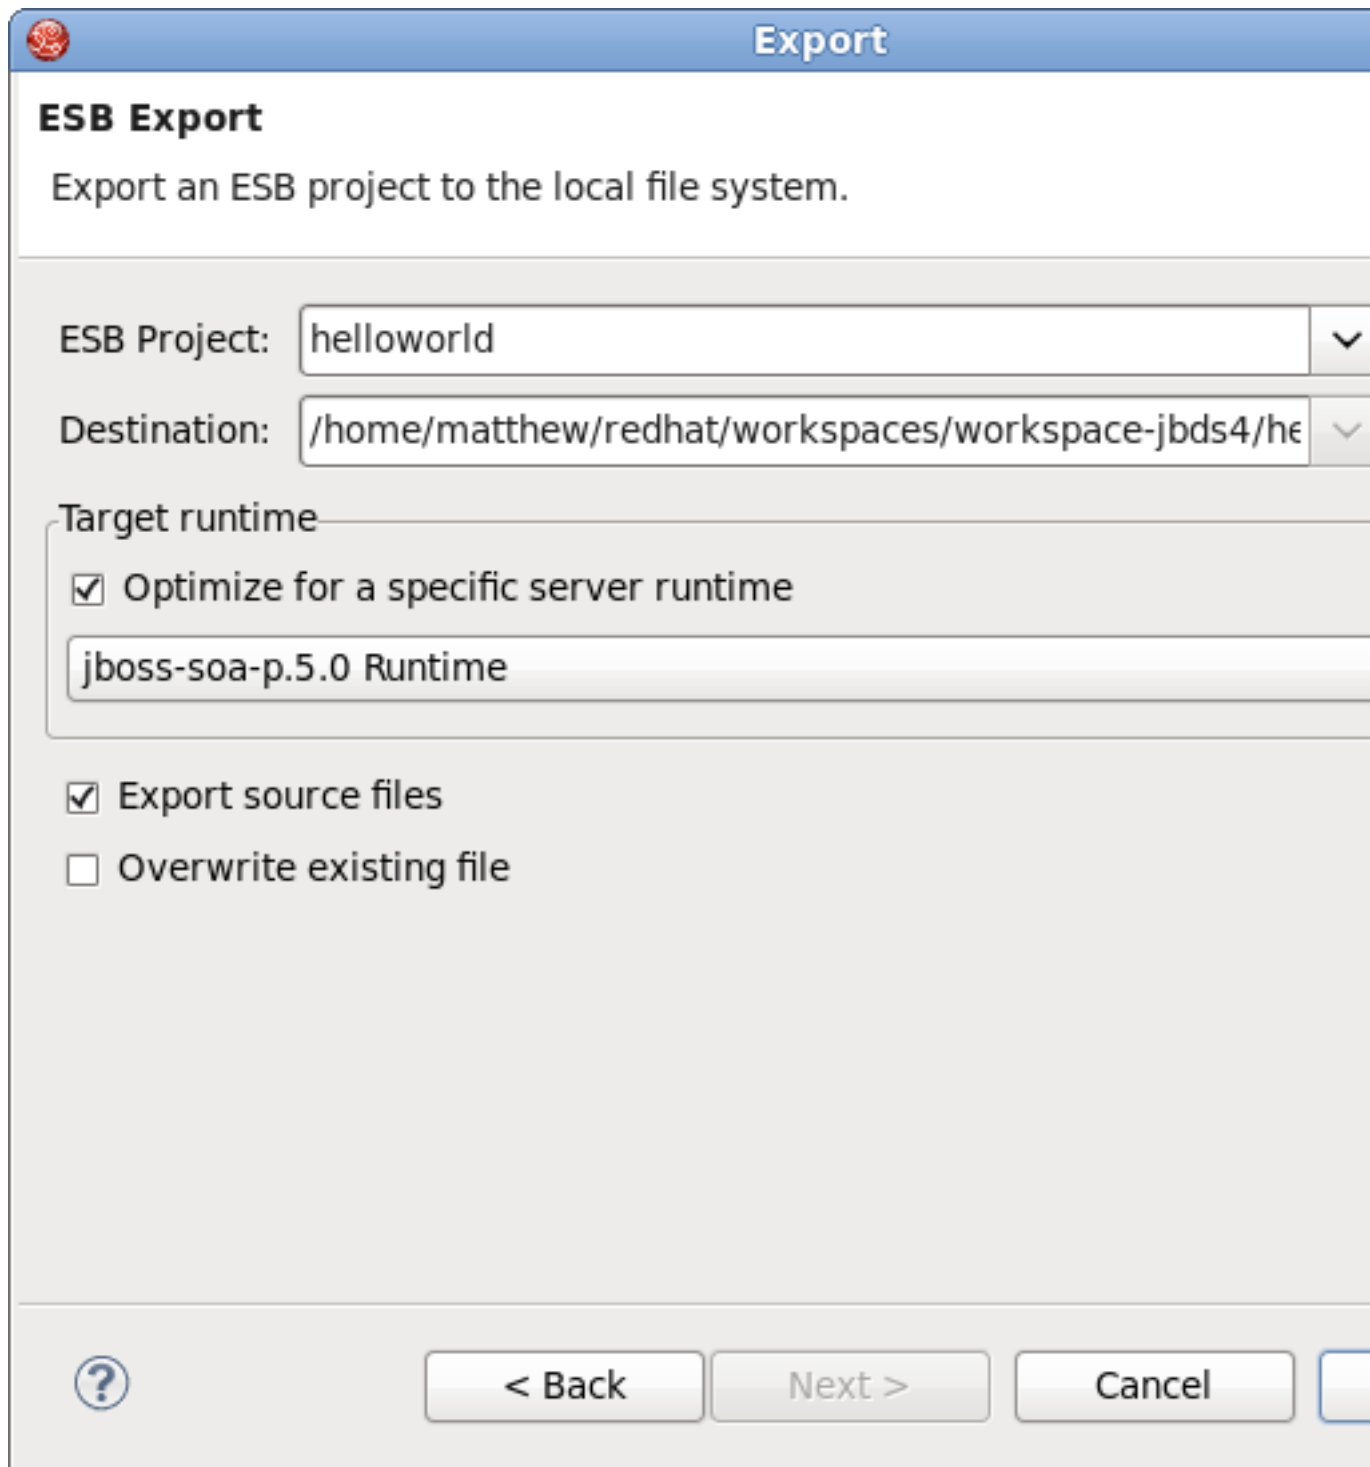 Export
ESB Export
Export an ESB project to the local file system.
ESB Project: helloworld
Destination: /home/matthew/redhat/workspaces/workspace-jbds4/he
Target runtime
Optimize for a specific server runtime
jboss-soa-p.5.0 Runtime
Export source files
Overwrite existing file
? < Back Next > Cancel